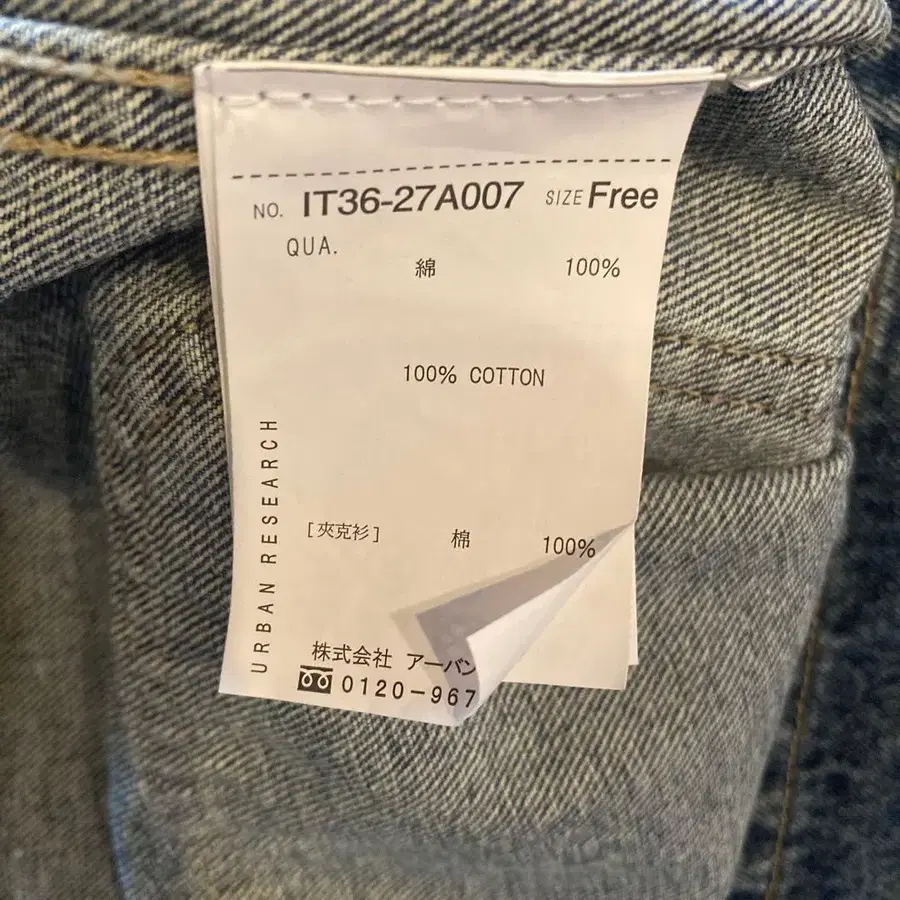 NO. IT36-27A007 SIZE Free
QUA.
綿 100%
100% COTTON
URBAN RESEARCH
[夾克衫] 棉 100%
株式会社 アーバン
0120-967